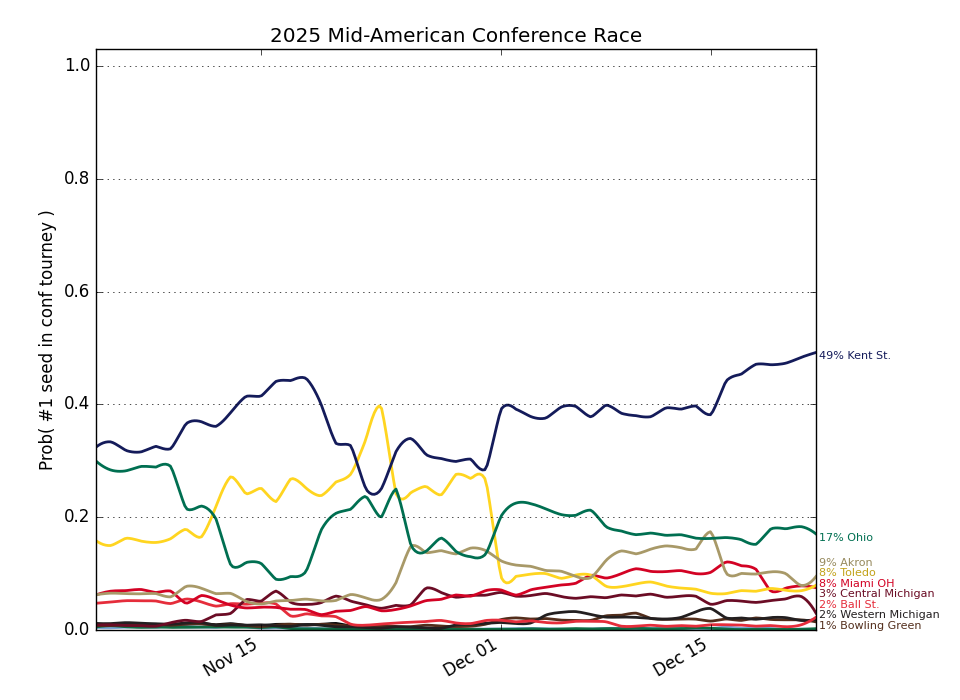 2025 Mid-American Conference Race
Prob( #1 seed in conf tourney )
1.0
0.8
0.6
0.4
0.2
0.0
Nov 15
Dec 01
Dec 15
49% Kent St.
17% Ohio
9% Akron
8% Toledo
8% Miami OH
3% Central Michigan
2% Ball St.
2% Western Michigan
1% Bowling Green